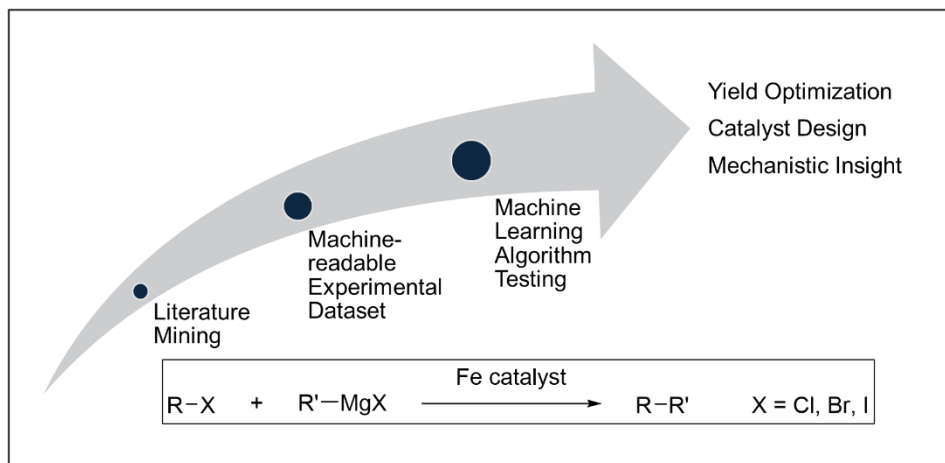 Yield Optimization
Catalyst Design
Mechanistic Insight
Machine
Learning
Algorithm
Testing
Machine-
readable
Experimental
Dataset
Literature
Mining
Fe catalyst
R–X + R'–MgX R–R' X = Cl, Br, I